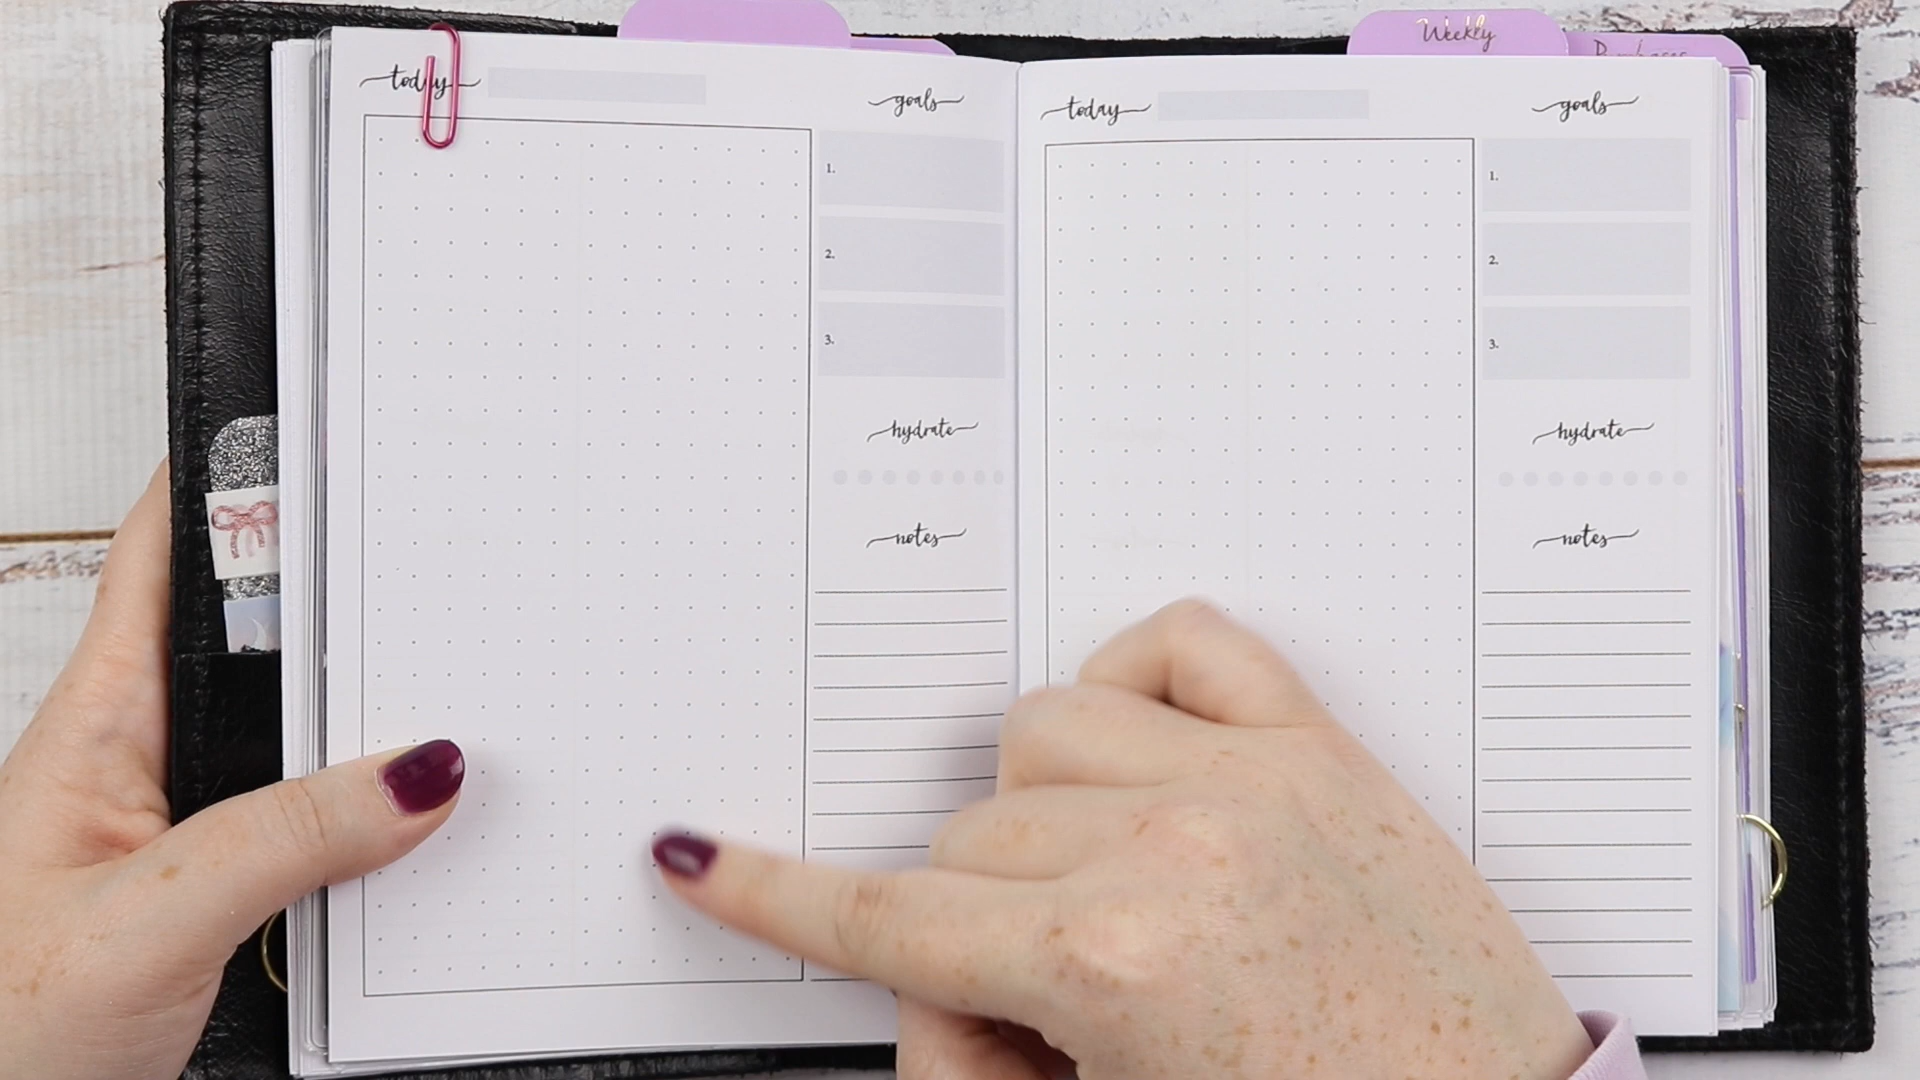 Weekly
today
goals
1.
2.
3.
hydrate
notes
today
goals
1.
2.
3.
hydrate
notes